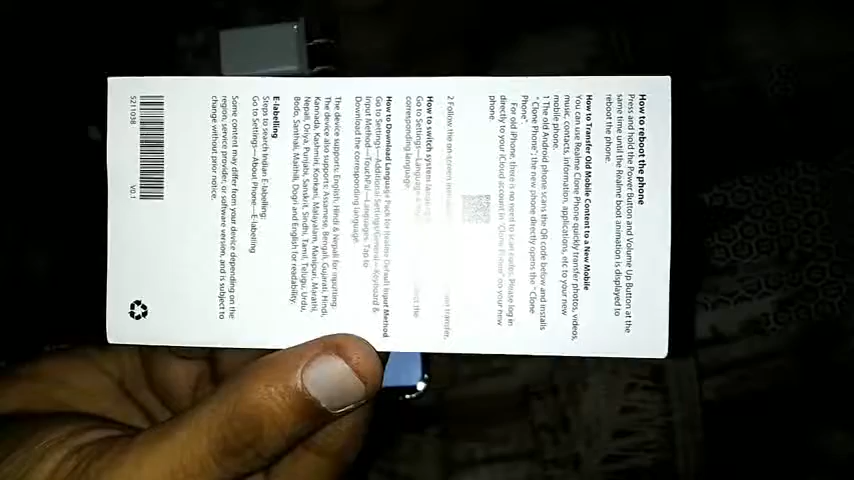 How to reboot the phone
Press and hold the Power Button and Volume Up Button at the
same time until the Realme boot animation is displayed to
reboot the phone.
How to Transfer Old Mobile Content to a New Mobile
You can use Realme Clone Phone quickly transfer photos, videos,
music, contacts, information, applications, etc to your new
mobile phone.
1 The old Android phone scans the QR code below and installs
"Clone Phone"; the new phone directly opens the "Clone
Phone".
For old iPhone, there is no need to scan codes. Please log in
directly to your iCloud account in "Clone Phone" on your new
phone.
2 Follow the on-screen transfer.
How to switch system language
Go to Settings—Language & the
corresponding language.
How to Download Language Pack for Realme Default Input Method
Go to Settings—Additional Settings/General—Keyboard &
Input Method—TouchPal—Languages, Tap to
Download the corresponding language.
The device supports: English, Hindi & Nepali for inputting.
The device also supports: Assamese, Bengali, Gujarati, Hindi,
Kannada, Kashmiri, Konkani, Malayalam, Manipuri, Marathi,
Nepali, Oriya, Punjabi, Sanskrit, Sindhi, Tamil, Telugu, Urdu,
Bodo, Santhali, Maithili, Dogri and English for readability.
E-labelling
Steps to search Indian E-labelling:
Go to Settings—About Phone—E-labelling
Some content may differ from your device depending on the
region, service provider, or software version, and is subject to
change without prior notice.
5211038 V0.1